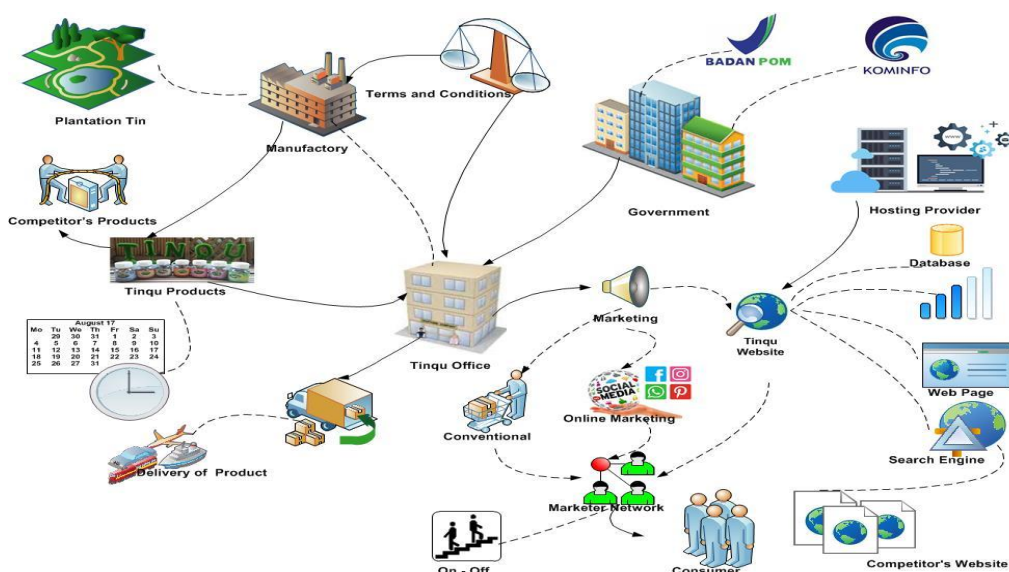 BADAN POM
KOMINFO
Terms and Conditions
Plantation Tin
Manufactory
Competitor's Products
Government
Hosting Provider
TINQU
Tinqu Products
Database
August 17
Mo Tu We Th Fr Sa Su
29 30 31 1 2 3
4 5 6 7 8 9 10
11 12 13 14 15 16 17
18 19 20 21 22 23 24
25 26 27 31
Tinqu Office
Marketing
Tinqu
Website
Web Page
SOCIAL
MEDIA
Conventional
Online Marketing
Search Engine
Delivery of Product
Marketer Network
On - Off
Consumer
Competitor's Website